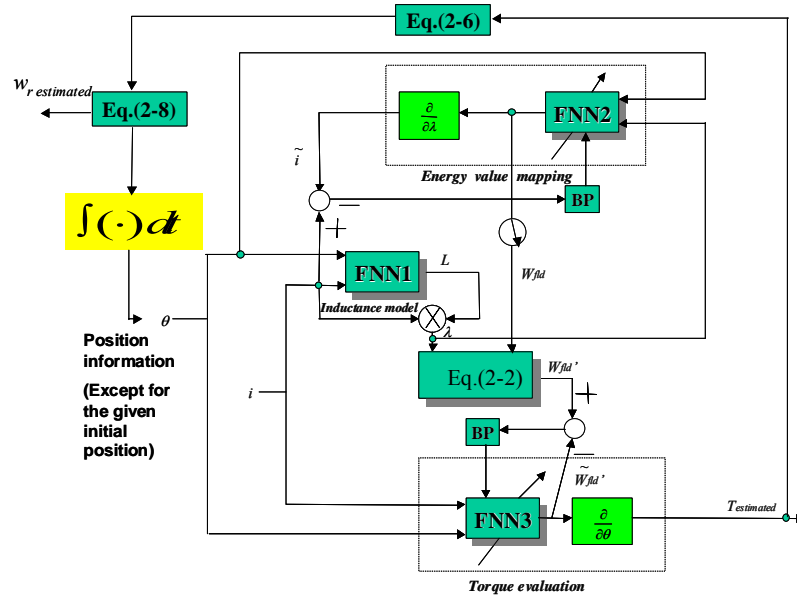 Eq.(2-6)
w r estimated
Eq.(2-8)
∂
∂λ
FNN2
~
i
Energy value mapping
BP
−
+
∫(·)dt
W fld
FNN1
L
Inductance model
λ
θ
Position
information
(Except for
the given
initial
position)
i
Eq.(2-2)
W fld'
+
BP
−
~
W fld'
FNN3
∂
∂θ
T estimated
Torque evaluation